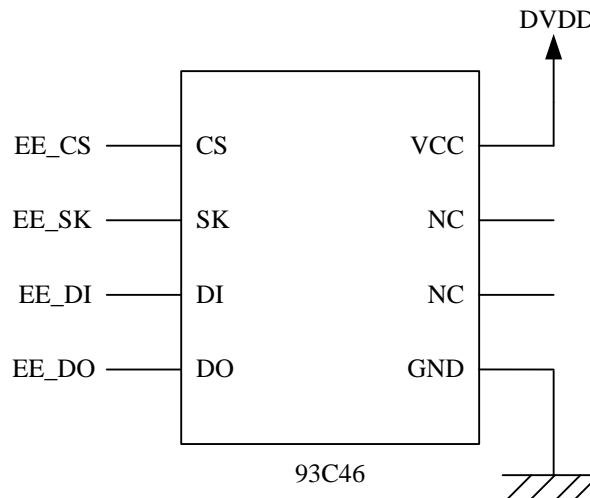 DVDD
EE_CS CS VCC
EE_SK SK NC
EE_DI DI NC
EE_DO DO GND
93C46